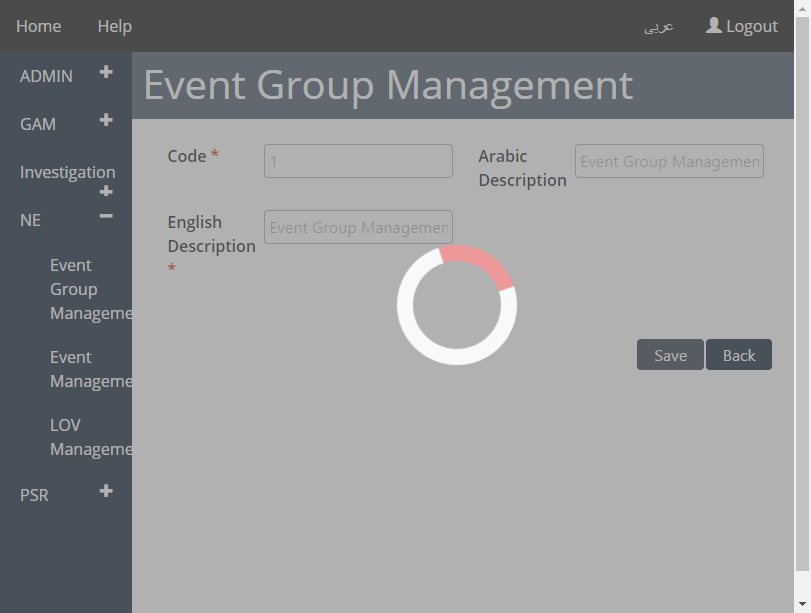 Home Help عربى Logout
ADMIN
GAM
Investigation
NE
Event
Group
Manageme
Event
Manageme
LOV
Manageme
PSR
Event Group Management
Code *
1
Arabic
Description
Event Group Managemen
English
Description
*
Event Group Managemen
Save Back